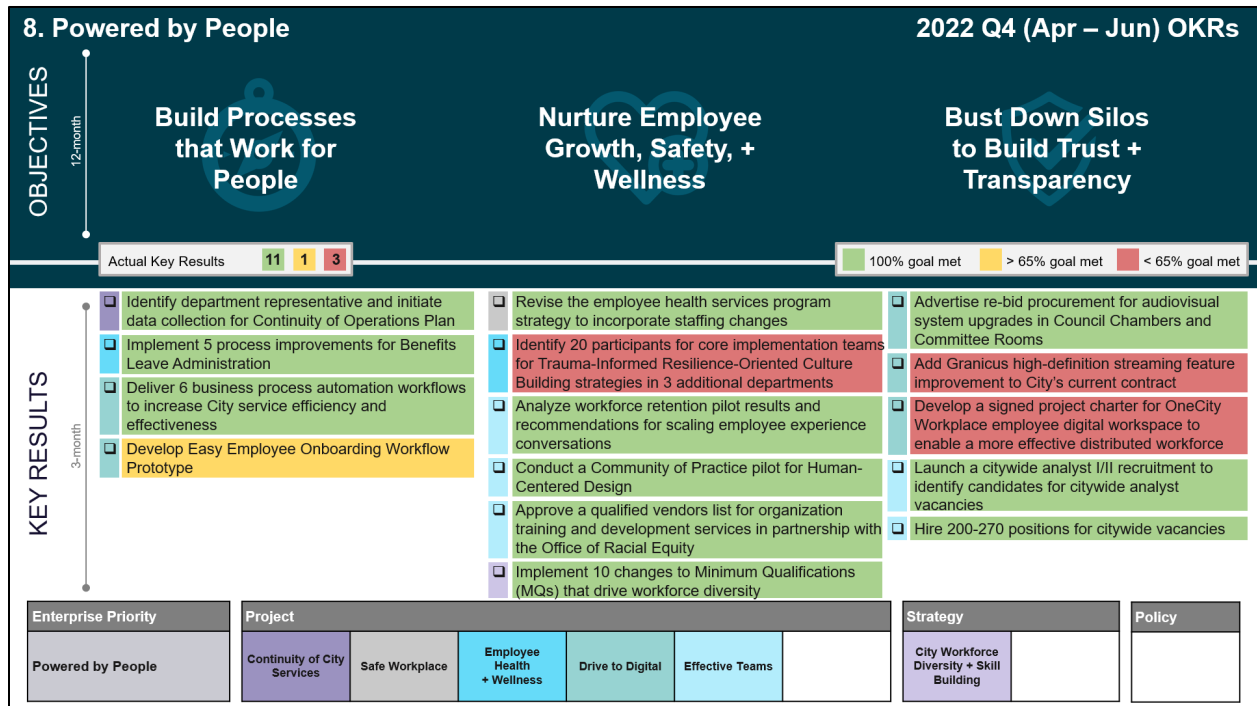 8. Powered by People
2022 Q4 (Apr – Jun) OKRs
OBJECTIVES
12-month
Build Processes
that Work for
People
Nurture Employee
Growth, Safety, +
Wellness
Bust Down Silos
to Build Trust +
Transparency
Actual Key Results 11 1 3
100% goal met > 65% goal met < 65% goal met
KEY RESULTS
3-month
Identify department representative and initiate
data collection for Continuity of Operations Plan
Implement 5 process improvements for Benefits
Leave Administration
Deliver 6 business process automation workflows
to increase City service efficiency and
effectiveness
Develop Easy Employee Onboarding Workflow
Prototype
Revise the employee health services program
strategy to incorporate staffing changes
Identify 20 participants for core implementation teams
for Trauma-Informed Resilience-Oriented Culture
Building strategies in 3 additional departments
Analyze workforce retention pilot results and
recommendations for scaling employee experience
conversations
Conduct a Community of Practice pilot for Human-
Centered Design
Approve a qualified vendors list for organization
training and development services in partnership with
the Office of Racial Equity
Implement 10 changes to Minimum Qualifications
(MQs) that drive workforce diversity
Advertise re-bid procurement for audiovisual
system upgrades in Council Chambers and
Committee Rooms
Add Granicus high-definition streaming feature
improvement to City's current contract
Develop a signed project charter for OneCity
Workplace employee digital workspace to
enable a more effective distributed workforce
Launch a citywide analyst I/II recruitment to
identify candidates for citywide analyst
vacancies
Hire 200-270 positions for citywide vacancies
Enterprise Priority
Powered by People
Project
Continuity of City
Services
Safe Workplace
Employee
Health
+ Wellness
Drive to Digital
Effective Teams
Strategy
City Workforce
Diversity + Skill
Building
Policy